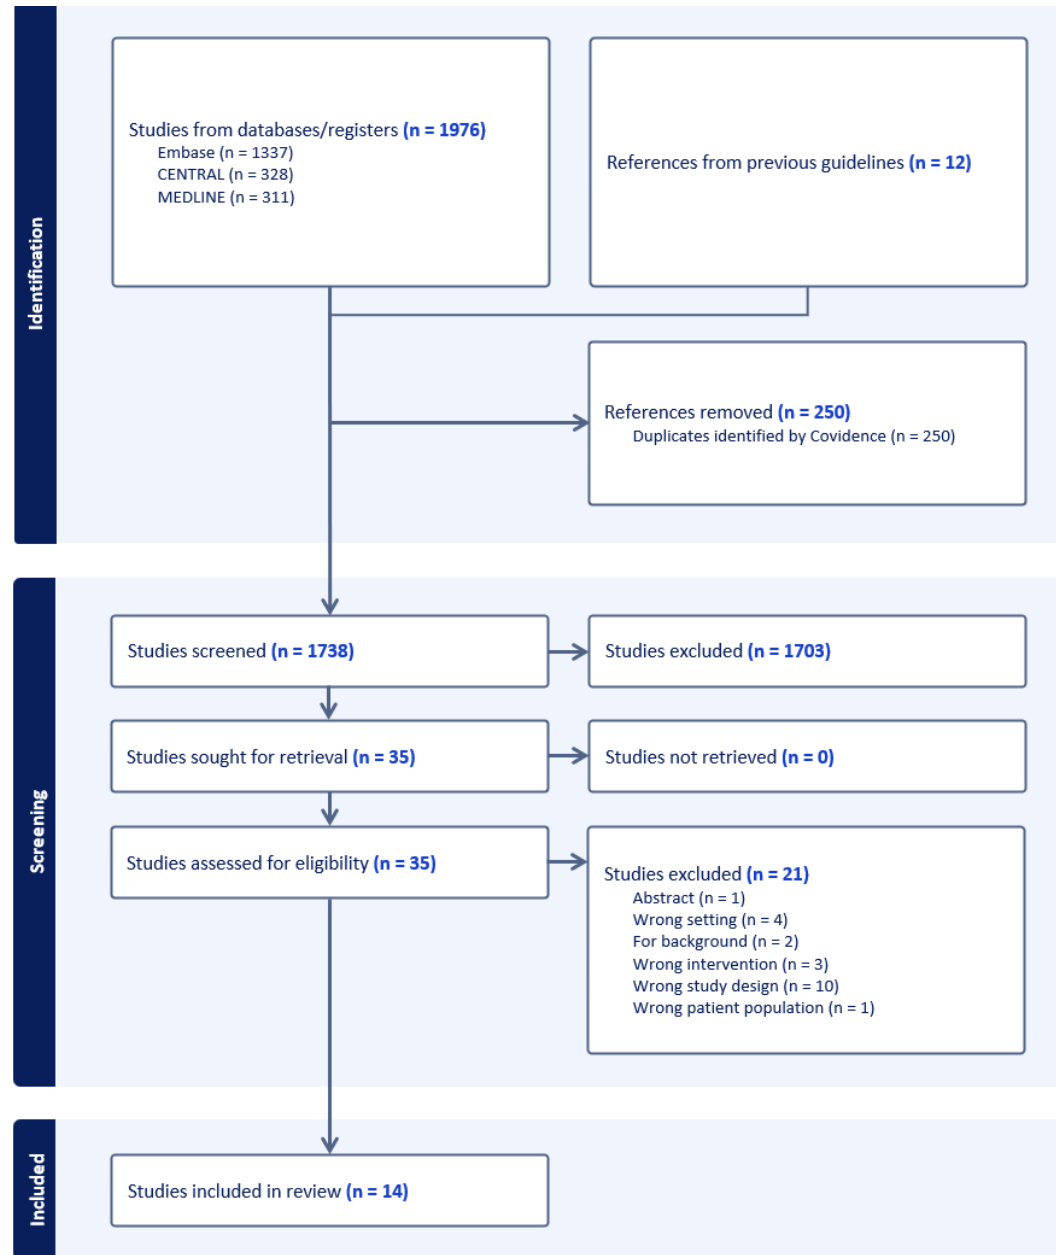 Identification
Studies from databases/registers (n = 1976)
Embase (n = 1337)
CENTRAL (n = 328)
MEDLINE (n = 311)
References from previous guidelines (n = 12)
References removed (n = 250)
Duplicates identified by Covidence (n = 250)
Screening
Studies screened (n = 1738)
Studies excluded (n = 1703)
Studies sought for retrieval (n = 35)
Studies not retrieved (n = 0)
Studies assessed for eligibility (n = 35)
Studies excluded (n = 21)
Abstract (n = 1)
Wrong setting (n = 4)
For background (n = 2)
Wrong intervention (n = 3)
Wrong study design (n = 10)
Wrong patient population (n = 1)
Included
Studies included in review (n = 14)